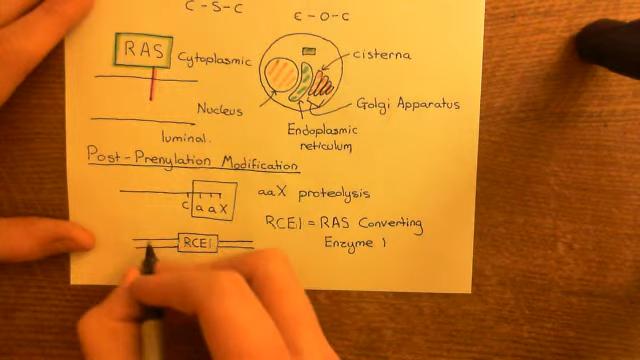 C-S-C
C-O-C
RAS
Cytoplasmic
cisterna
Nucleus
Golgi Apparatus
Endoplasmic
reticulum
luminal.
Post-Prenylation Modification
C a a X
aaX proteolysis
RCE1 = RAS Converting
Enzyme 1
RCE1